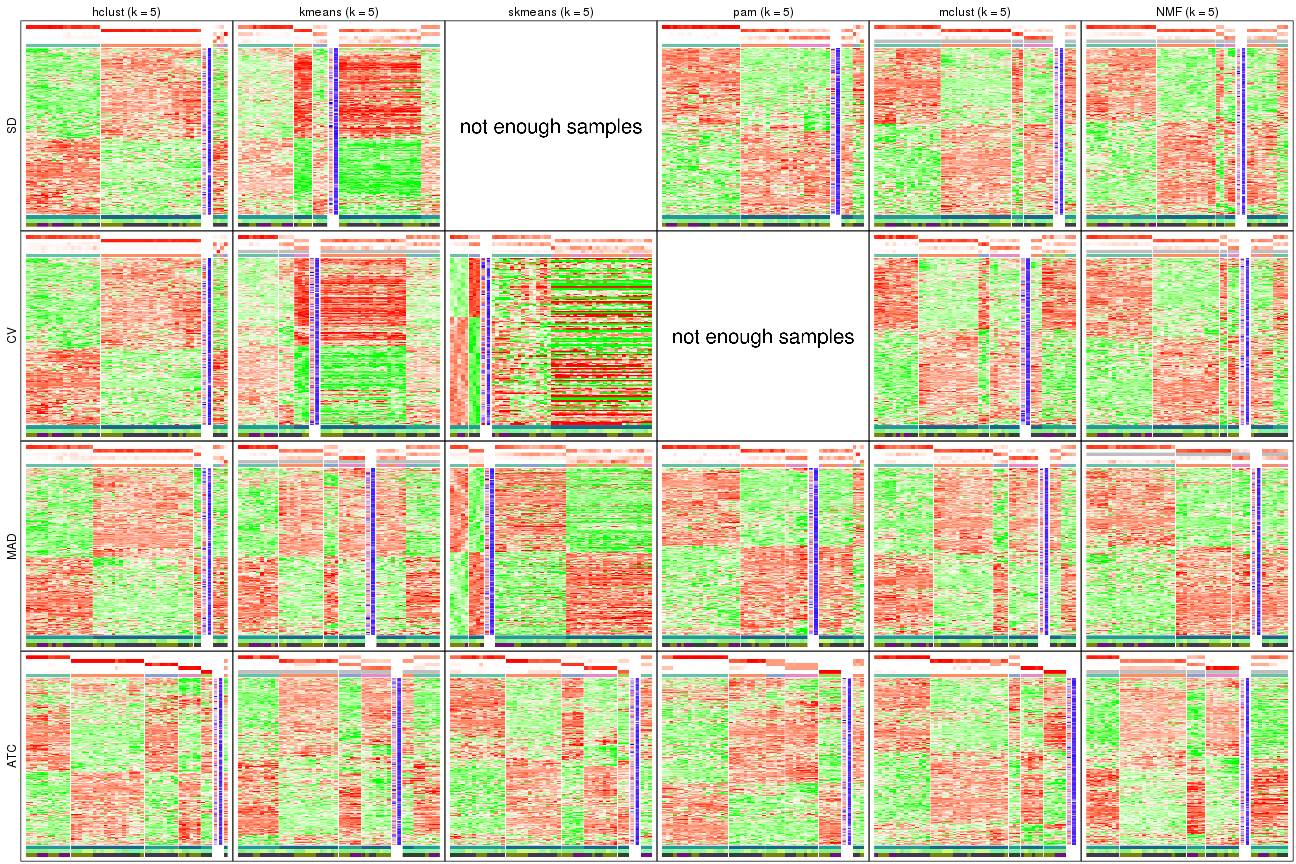 hclust (k = 5) kmeans (k = 5) skmeans (k = 5) pam (k = 5) mclust (k = 5) NMF (k = 5)
SD
not enough samples
CV
not enough samples
MAD
ATC